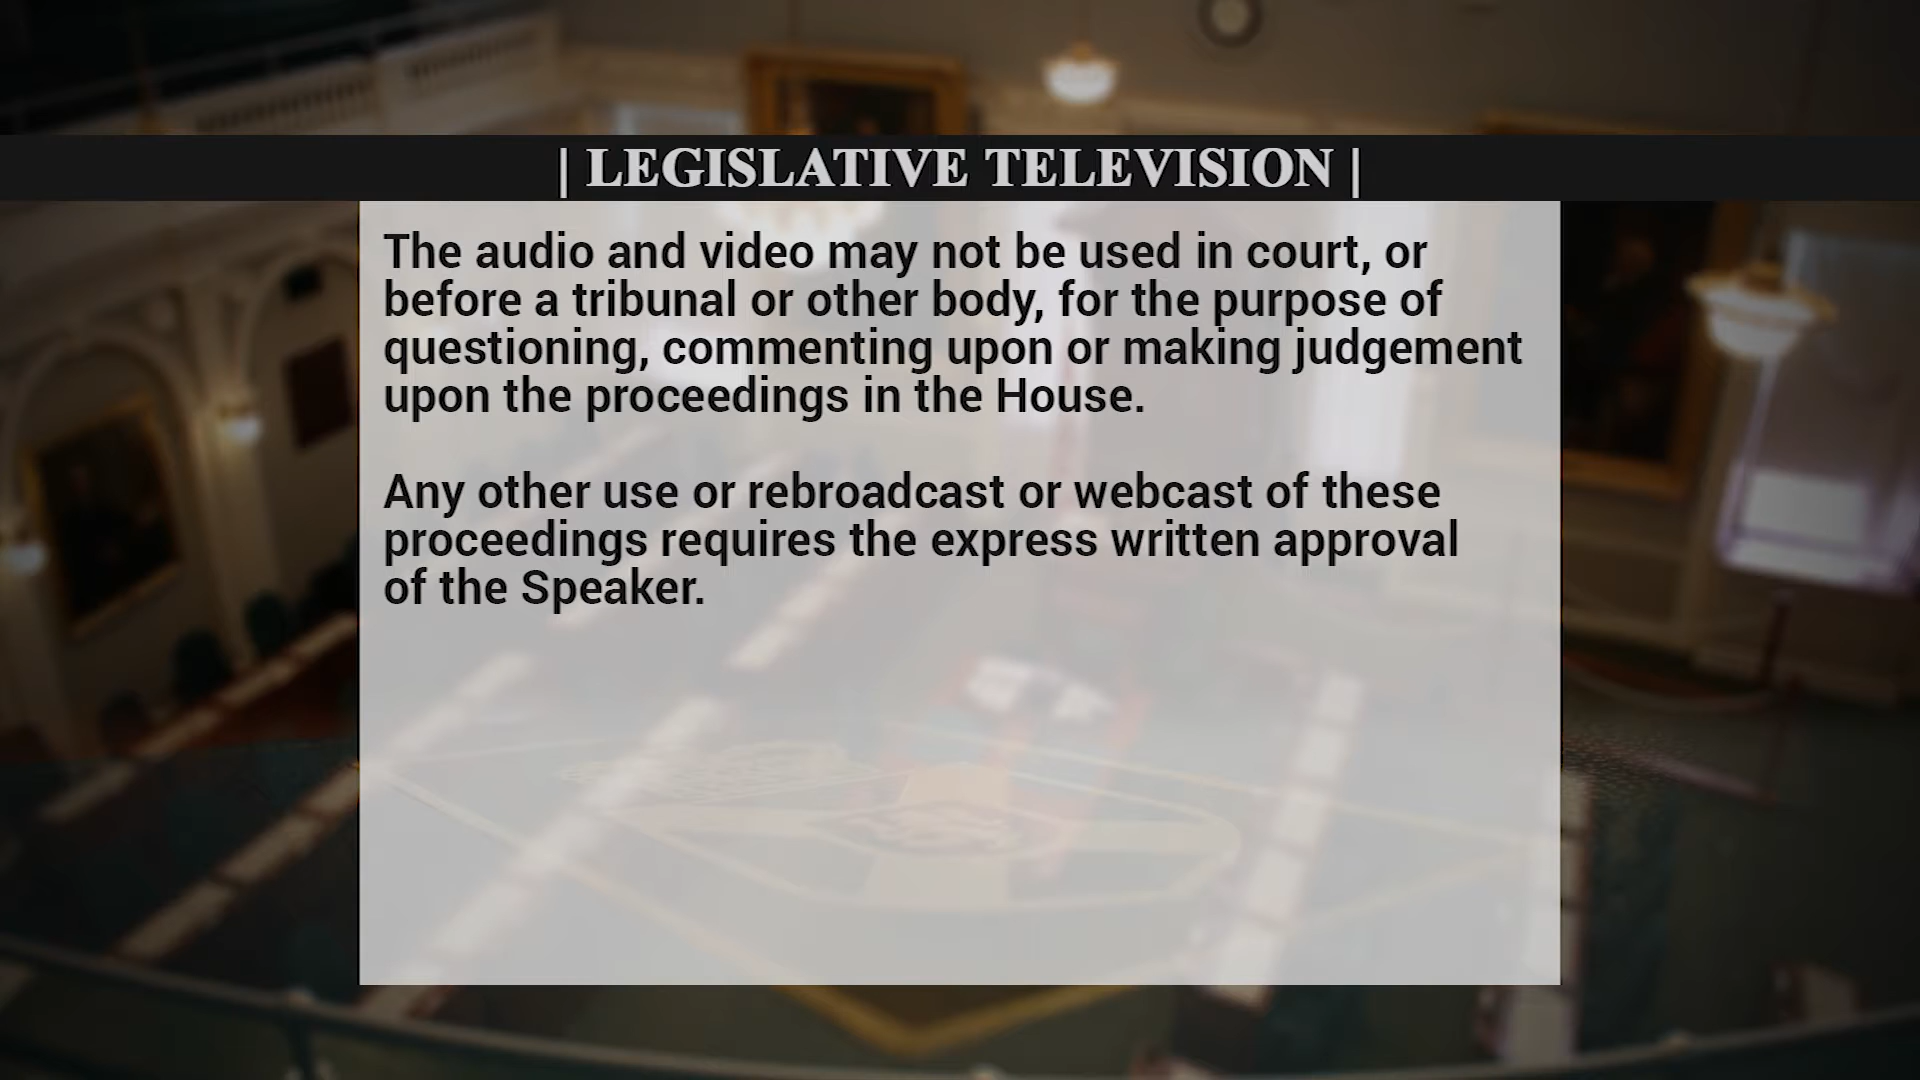 | LEGISLATIVE TELEVISION |
The audio and video may not be used in court, or
before a tribunal or other body, for the purpose of
questioning, commenting upon or making judgement
upon the proceedings in the House.
Any other use or rebroadcast or webcast of these
proceedings requires the express written approval
of the Speaker.